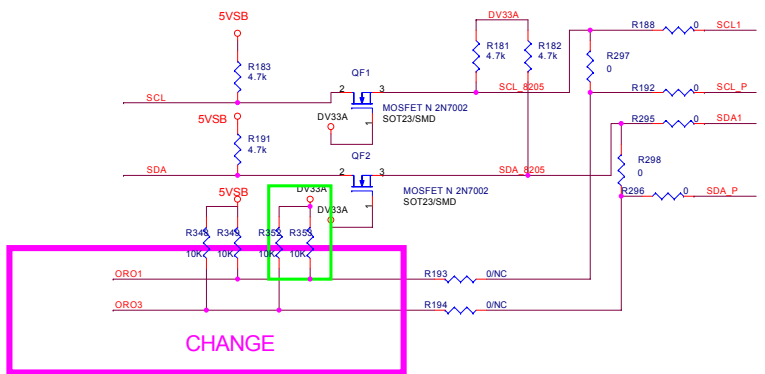 5VSB
DV33A
R188
0
SCL1
R183
4.7k
QF1
R181
4.7k
R182
4.7k
R297
0
SCL
2
3
SCL_8205
R192
0
SCL_P
MOSFET N 2N7002
SOT23/SMD
1
DV33A
5VSB
R295
0
SDA1
R191
4.7k
QF2
R298
0
SDA
2
3
SDA_8205
MOSFET N 2N7002
SOT23/SMD
1
5VSB
DV33A
DV33A
R296
0
SDA_P
R348
10K
R349
10K
R352
10K
R353
10K
ORO1
R193
0/NC
ORO3
R194
0/NC
CHANGE